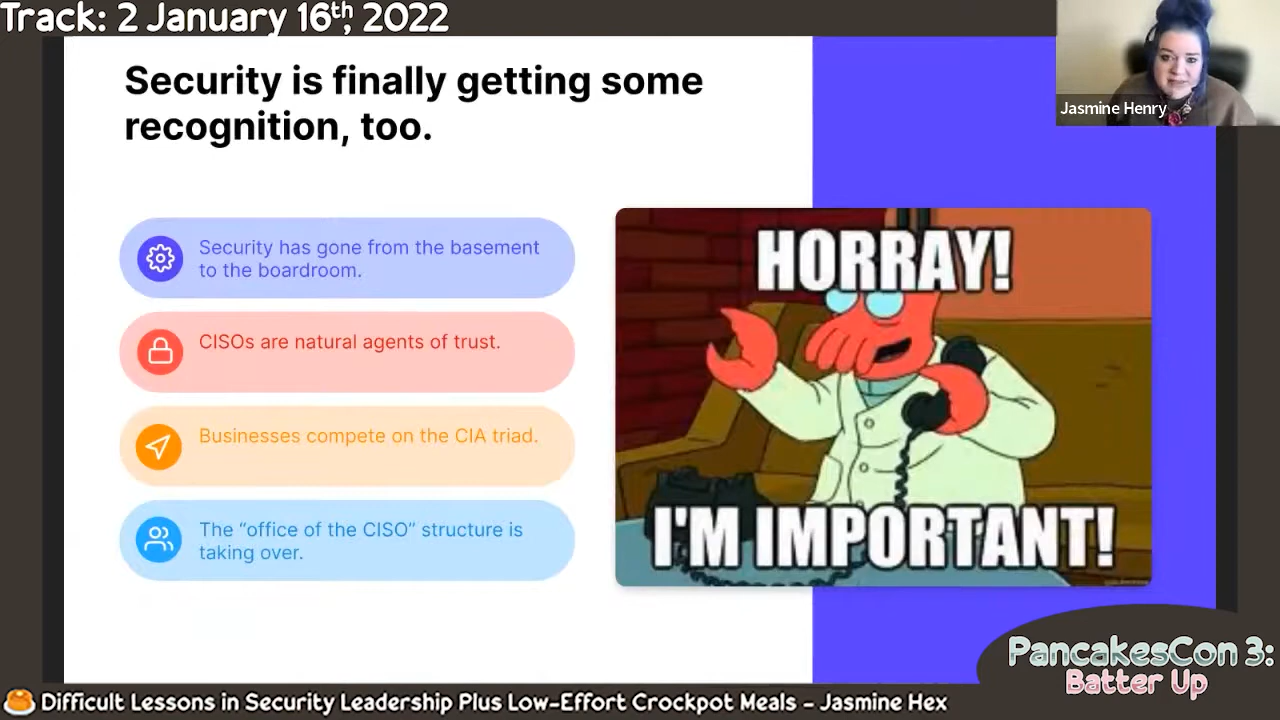 Track: 2 January 16th, 2022
Jasmine Henry
Security is finally getting some
recognition, too.
Security has gone from the basement
to the boardroom.
CISOs are natural agents of trust.
Businesses compete on the CIA triad.
The “office of the CISO” structure is
taking over.
HORRAY!
I'M IMPORTANT!
PancakesCon 3:
Batter Up
Difficult Lessons in Security Leadership Plus Low-Effort Crockpot Meals - Jasmine Hex